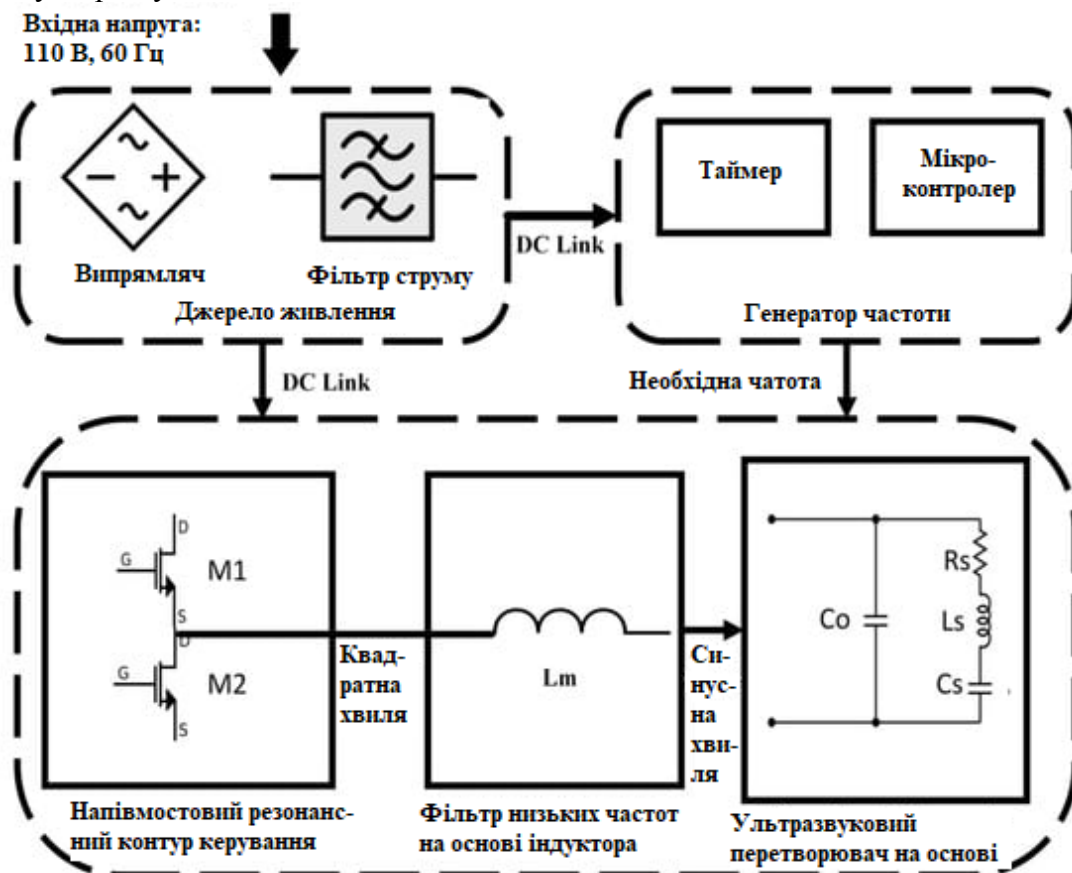 Вхідна напруга:
110 В, 60 Гц
Таймер
Мікро-
контролер
DC Link
Випрямляч
Фільтр струму
Джерело живлення
Генератор частоти
DC Link
Необхідна чатота
D
G
M1
S
D
G
M2
S
Квад-
ратна
хвиля
Lm
Си-
нус-
на
хви-
ля
Rs
Co
Ls
Cs
Напівмостовий резонанс-
ний контур керування
Фільтр низьких частот
на основі індуктора
Ультразвуковий
перетворювач на основі